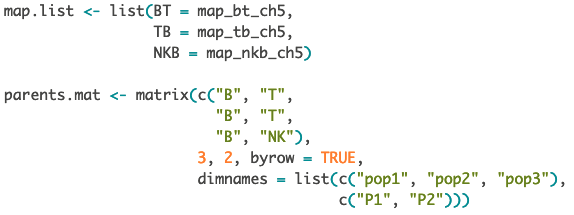 map.list <- list(BT = map_bt_ch5,
                 TB = map_tb_ch5,
                 NKB = map_nkb_ch5)

parents.mat <- matrix(c("B", "T",
                        "B", "T",
                        "B", "NK"),
                      3, 2, byrow = TRUE,
                      dimnames = list(c("pop1", "pop2", "pop3"),
                                      c("P1", "P2")))